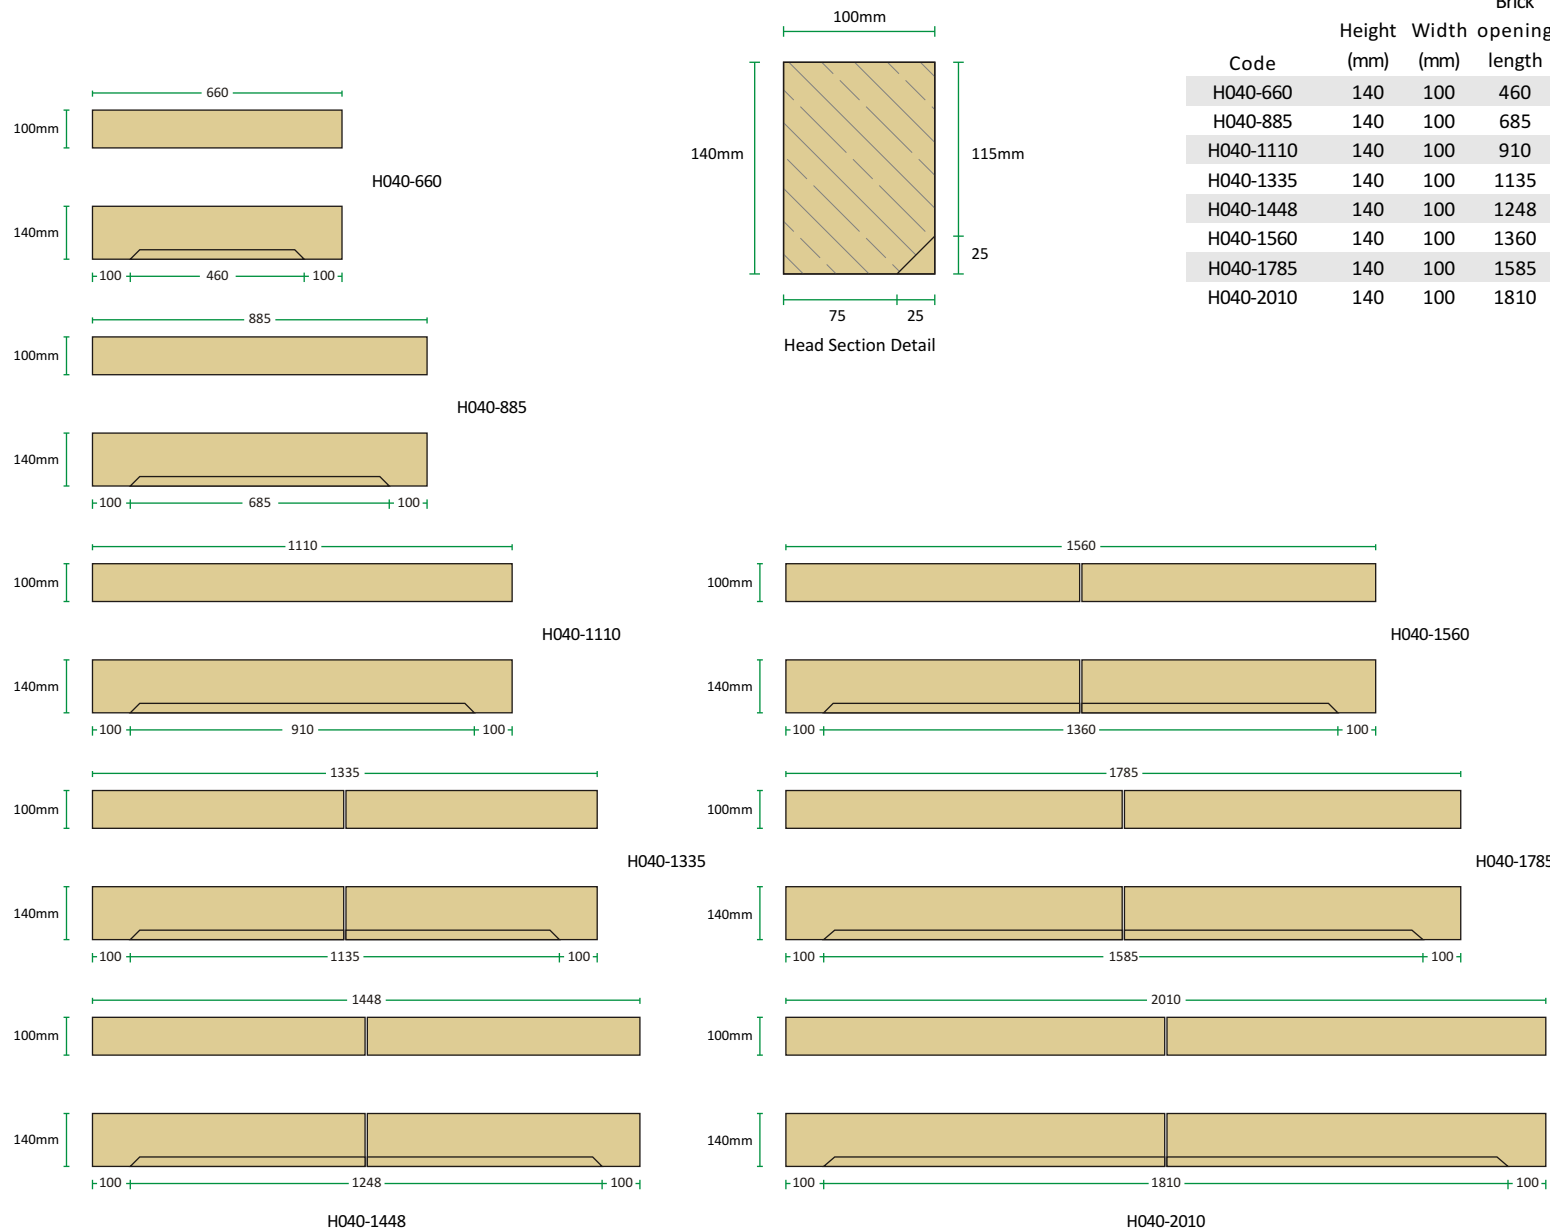 660
100mm
H040-660
140mm
100 460 100
885
100mm
H040-885
140mm
100 685 100
1110
100mm
H040-1110
140mm
100 910 100
1335
100mm
H040-1335
140mm
100 1135 100
1448
100mm
140mm
100 1248 100
H040-1448
100mm
140mm
115mm
25
75 25
Head Section Detail
Brick
Height Width opening
Code (mm) (mm) length
H040-660 140 100 460
H040-885 140 100 685
H040-1110 140 100 910
H040-1335 140 100 1135
H040-1448 140 100 1248
H040-1560 140 100 1360
H040-1785 140 100 1585
H040-2010 140 100 1810
1560
100mm
H040-1560
140mm
100 1360 100
1785
100mm
H040-1785
140mm
100 1585 100
2010
100mm
140mm
100 1810 100
H040-2010